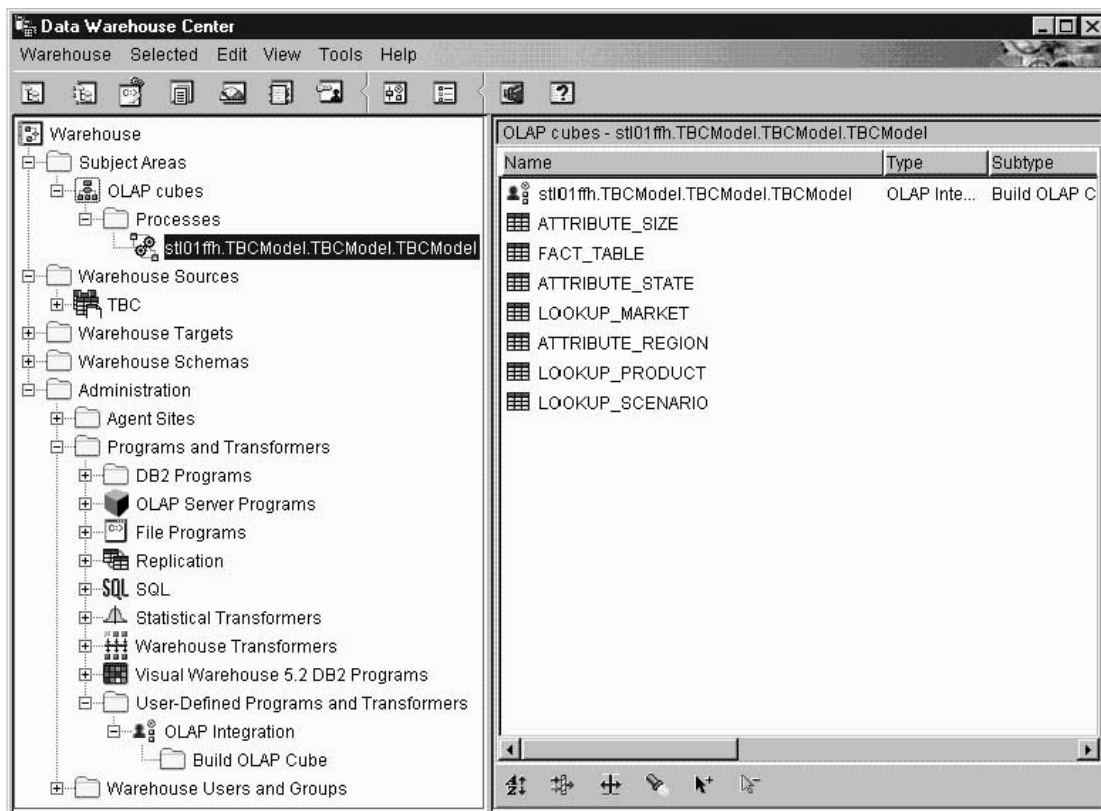 Data Warehouse Center
Warehouse Selected Edit View Tools Help
Warehouse
Subject Areas
OLAP cubes
Processes
stl01ffh.TBCModel.TBCModel.TBCModel
Warehouse Sources
TBC
Warehouse Targets
Warehouse Schemas
Administration
Agent Sites
Programs and Transformers
DB2 Programs
OLAP Server Programs
File Programs
Replication
SQL SQL
Statistical Transformers
Warehouse Transformers
Visual Warehouse 5.2 DB2 Programs
User-Defined Programs and Transformers
OLAP Integration
Build OLAP Cube
Warehouse Users and Groups
OLAP cubes - stl01ffh.TBCModel.TBCModel.TBCModel
Name Type Subtype
stl01ffh.TBCModel.TBCModel.TBCModel OLAP Inte... Build OLAP C
ATTRIBUTE_SIZE
FACT_TABLE
ATTRIBUTE_STATE
LOOKUP_MARKET
ATTRIBUTE_REGION
LOOKUP_PRODUCT
LOOKUP_SCENARIO